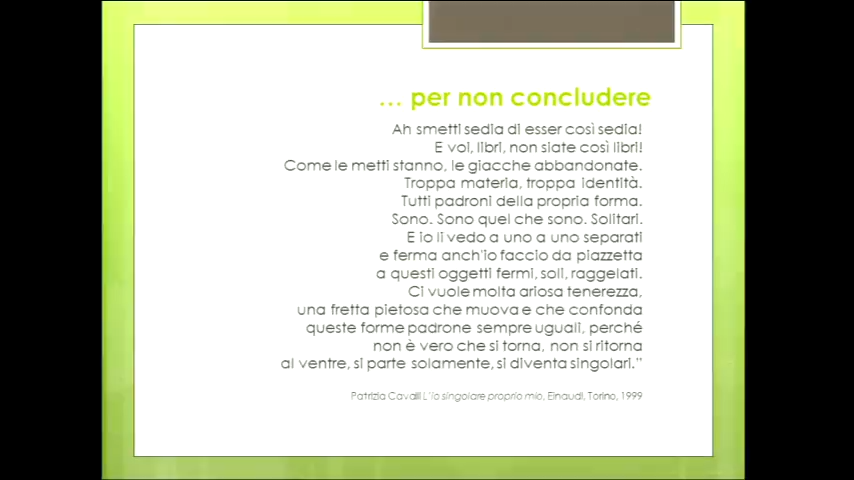 ... per non concludere
Ah smetti sedia di esser così sedia!
E voi, libri, non siate così libri!
Come le metti stanno, le giacche abbandonate.
Troppa materia, troppa identità.
Tutti padroni della propria forma.
Sono. Sono quel che sono. Solitari.
E io li vedo a uno a uno separati
e ferma anch'io faccio da piazzetta
a questi oggetti fermi, soli, raggelati.
Ci vuole molta ariosa tenerezza,
una fretta pietosa che muova e che confonda
queste forme padrone sempre uguali, perché
non è vero che si torna, non si ritorna
al ventre, si parte solamente, si diventa singolari."
Patrizia Cavalli L'io singolare proprio mio, Einaudi, Torino, 1999